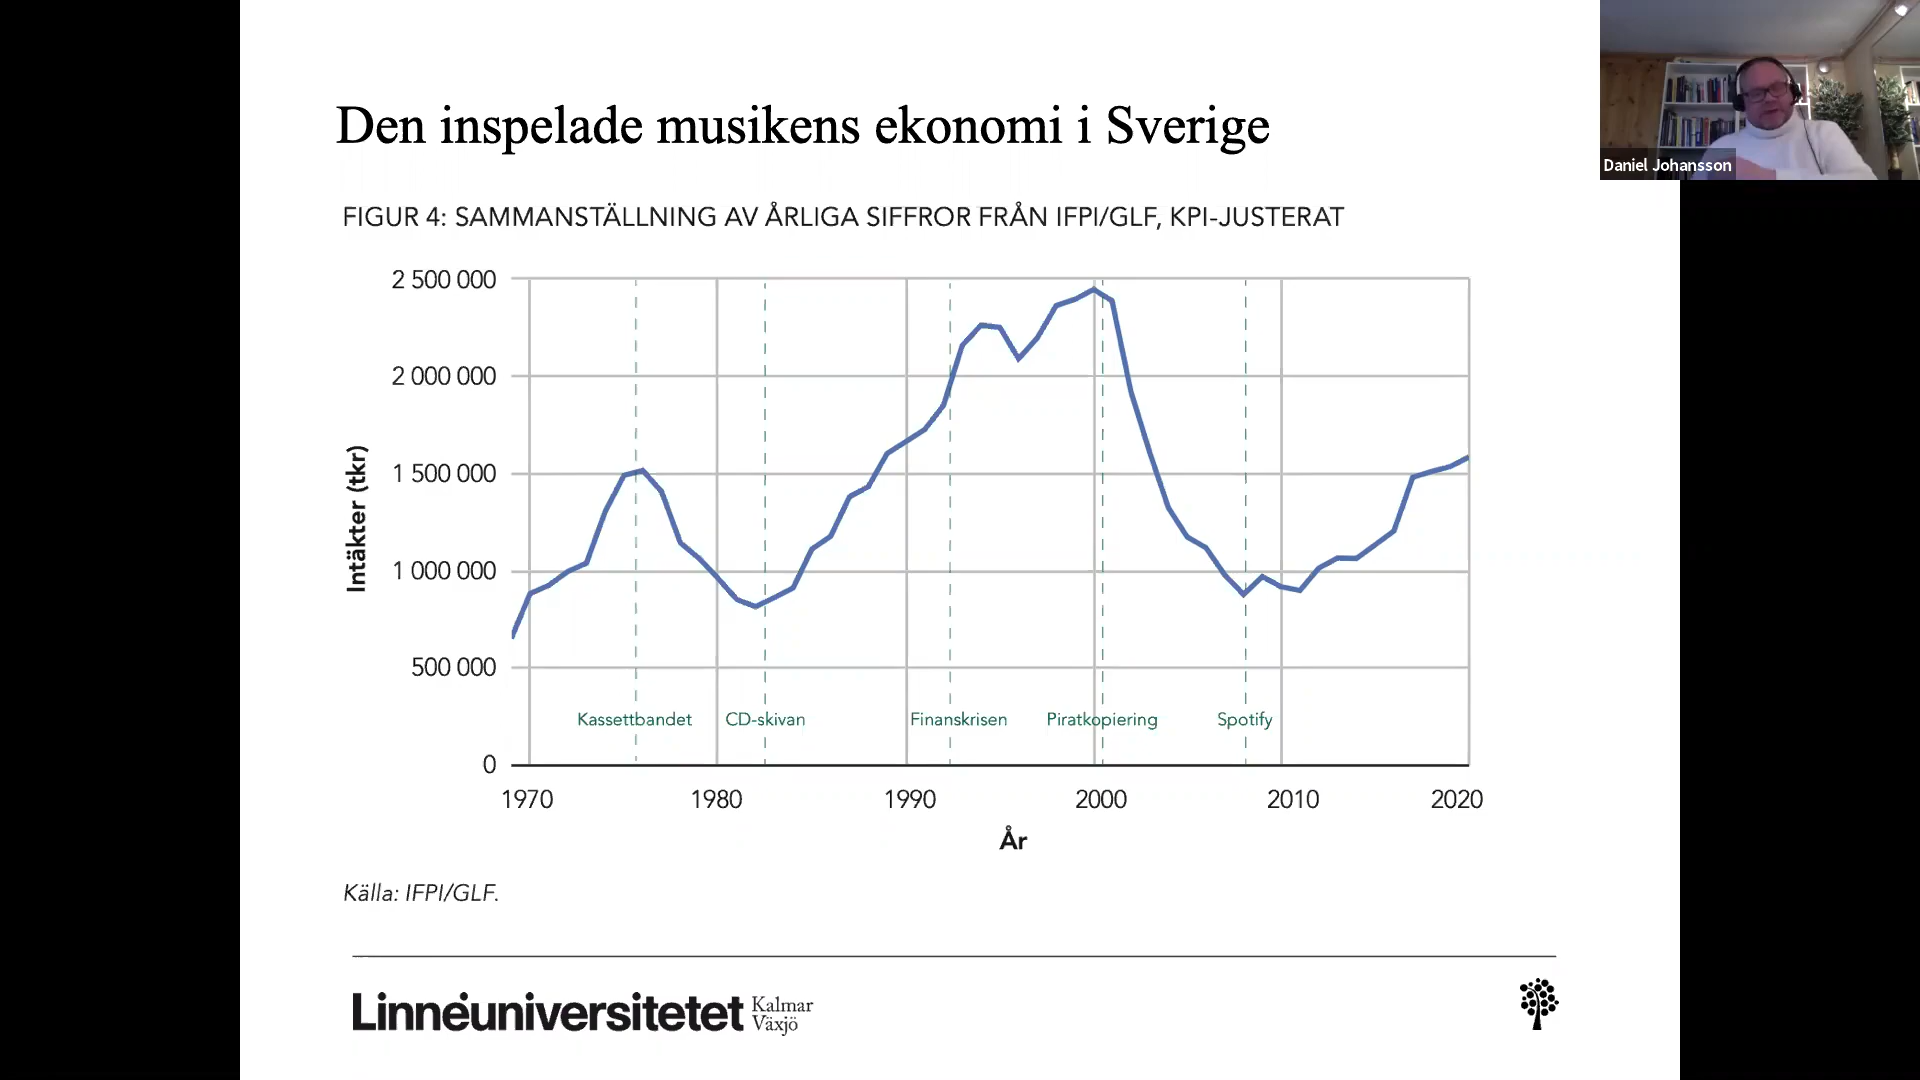 Den inspelade musikens ekonomi i Sverige
Daniel Johansson
FIGUR 4: SAMMANSTÄLLNING AV ÅRLIGA SIFFROR FRÅN IFPI/GLF, KPI-JUSTERAT
Intäkter (tkr)
2 500 000
2 000 000
1 500 000
1 000 000
500 000
0
Kassettbandet
CD-skivan
Finanskrisen
Piratkopiering
Spotify
1970
1980
1990
2000
2010
2020
År
Källa: IFPI/GLF.
Linnéuniversitetet
Kalmar
Växjö